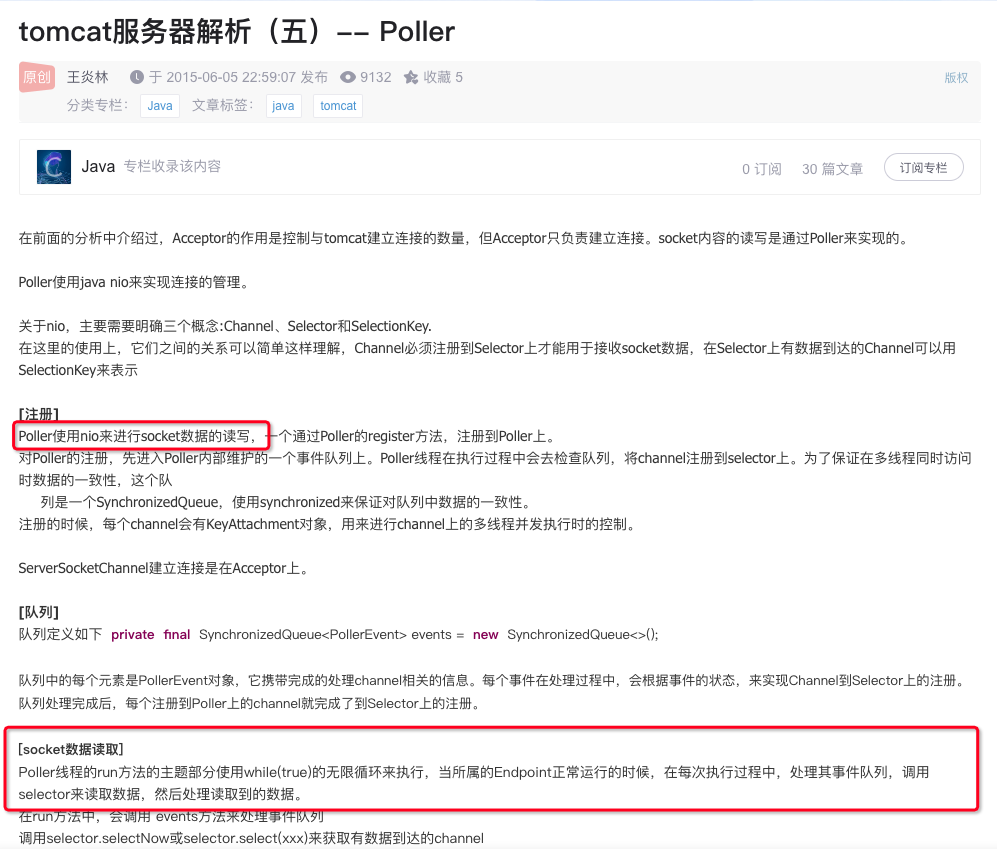 tomcat服务器解析（五）-- Poller
原创 王炎林 于 2015-06-05 22:59:07 发布 9132 收藏 5 版权
分类专栏： Java 文章标签： java tomcat
Java 专栏收录该内容 0 订阅 30 篇文章 订阅专栏
在前面的分析中介绍过，Acceptor的作用是控制与tomcat建立连接的数量，但Acceptor只负责建立连接。socket内容的读写是通过Poller来实现的。
Poller使用java nio来实现连接的管理。
关于nio，主要需要明确三个概念:Channel、Selector和SelectionKey.
在这里的使用上，它们之间的关系可以简单这样理解，Channel必须注册到Selector上才能用于接收socket数据，在Selector上有数据到达的Channel可以用
SelectionKey来表示
[注册]
Poller使用nio来进行socket数据的读写，一个通过Poller的register方法，注册到Poller上。
对Poller的注册，先进入Poller内部维护的一个事件队列上。Poller线程在执行过程中会去检查队列，将channel注册到selector上。为了保证在多线程同时访问
时数据的一致性，这个队
列是一个SynchronizedQueue，使用synchronized来保证对队列中数据的一致性。
注册的时候，每个channel会有KeyAttachment对象，用来进行channel上的多线程并发执行时的控制。
ServerSocketChannel建立连接是在Acceptor上。
[队列]
队列定义如下 private final SynchronizedQueue<PollerEvent> events = new SynchronizedQueue<>();
队列中的每个元素是PollerEvent对象，它携带完成的处理channel相关的信息。每个事件在处理过程中，会根据事件的状态，来实现Channel到Selector上的注册。
队列处理完成后，每个注册到Poller上的channel就完成了到Selector上的注册。
[socket数据读取]
Poller线程的run方法的主题部分使用while(true)的无限循环来执行，当所属的Endpoint正常运行的时候，在每次执行过程中，处理其事件队列，调用
selector来读取数据，然后处理读取到的数据。
在run方法中，会调用 events方法来处理事件队列
调用selector.selectNow或selector.select(xxx)来获取有数据到达的channel